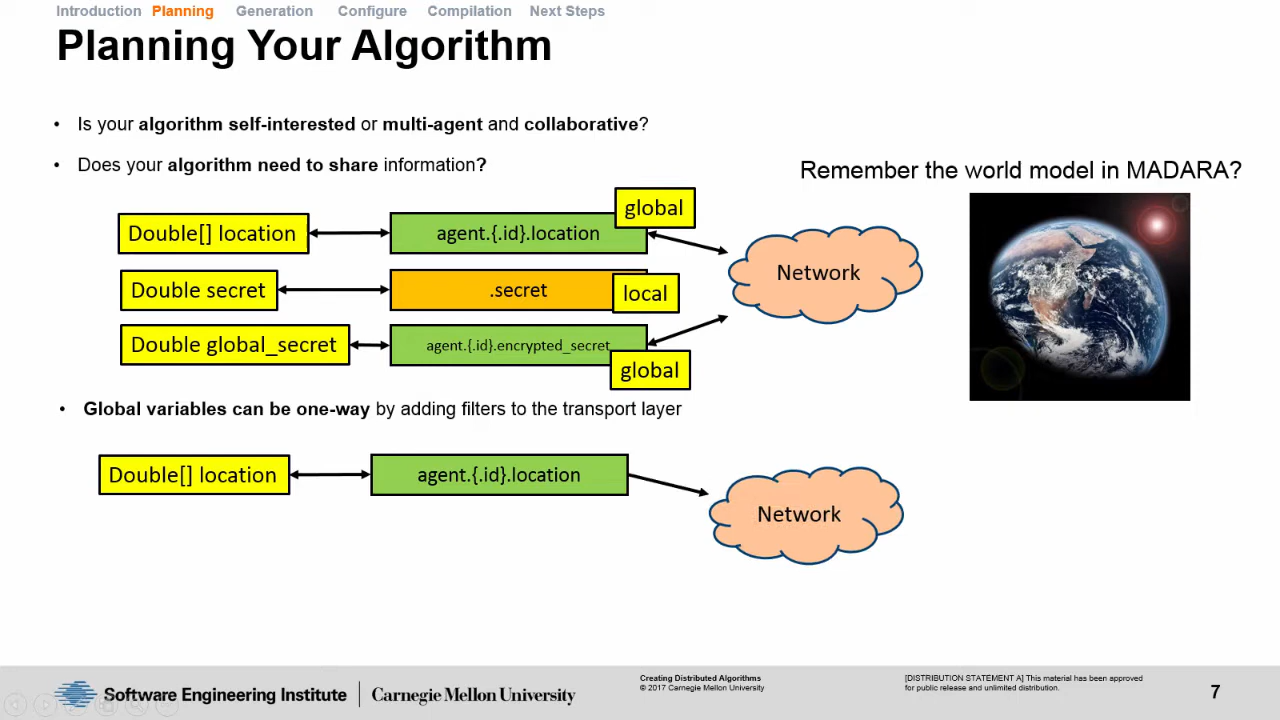 Introduction Planning Generation Configure Compilation Next Steps
Planning Your Algorithm
• Is your algorithm self-interested or multi-agent and collaborative?
• Does your algorithm need to share information?
Remember the world model in MADARA?
global
Double[] location
agent.{.id}.location
Network
Double secret
.secret
local
Double global_secret
agent.{.id}.encrypted_secret
global
• Global variables can be one-way by adding filters to the transport layer
Double[] location
agent.{.id}.location
Network
Software Engineering Institute | Carnegie Mellon University
Creating Distributed Algorithms
© 2017 Carnegie Mellon University
[DISTRIBUTION STATEMENT A] This material has been approved
for public release and unlimited distribution.
7